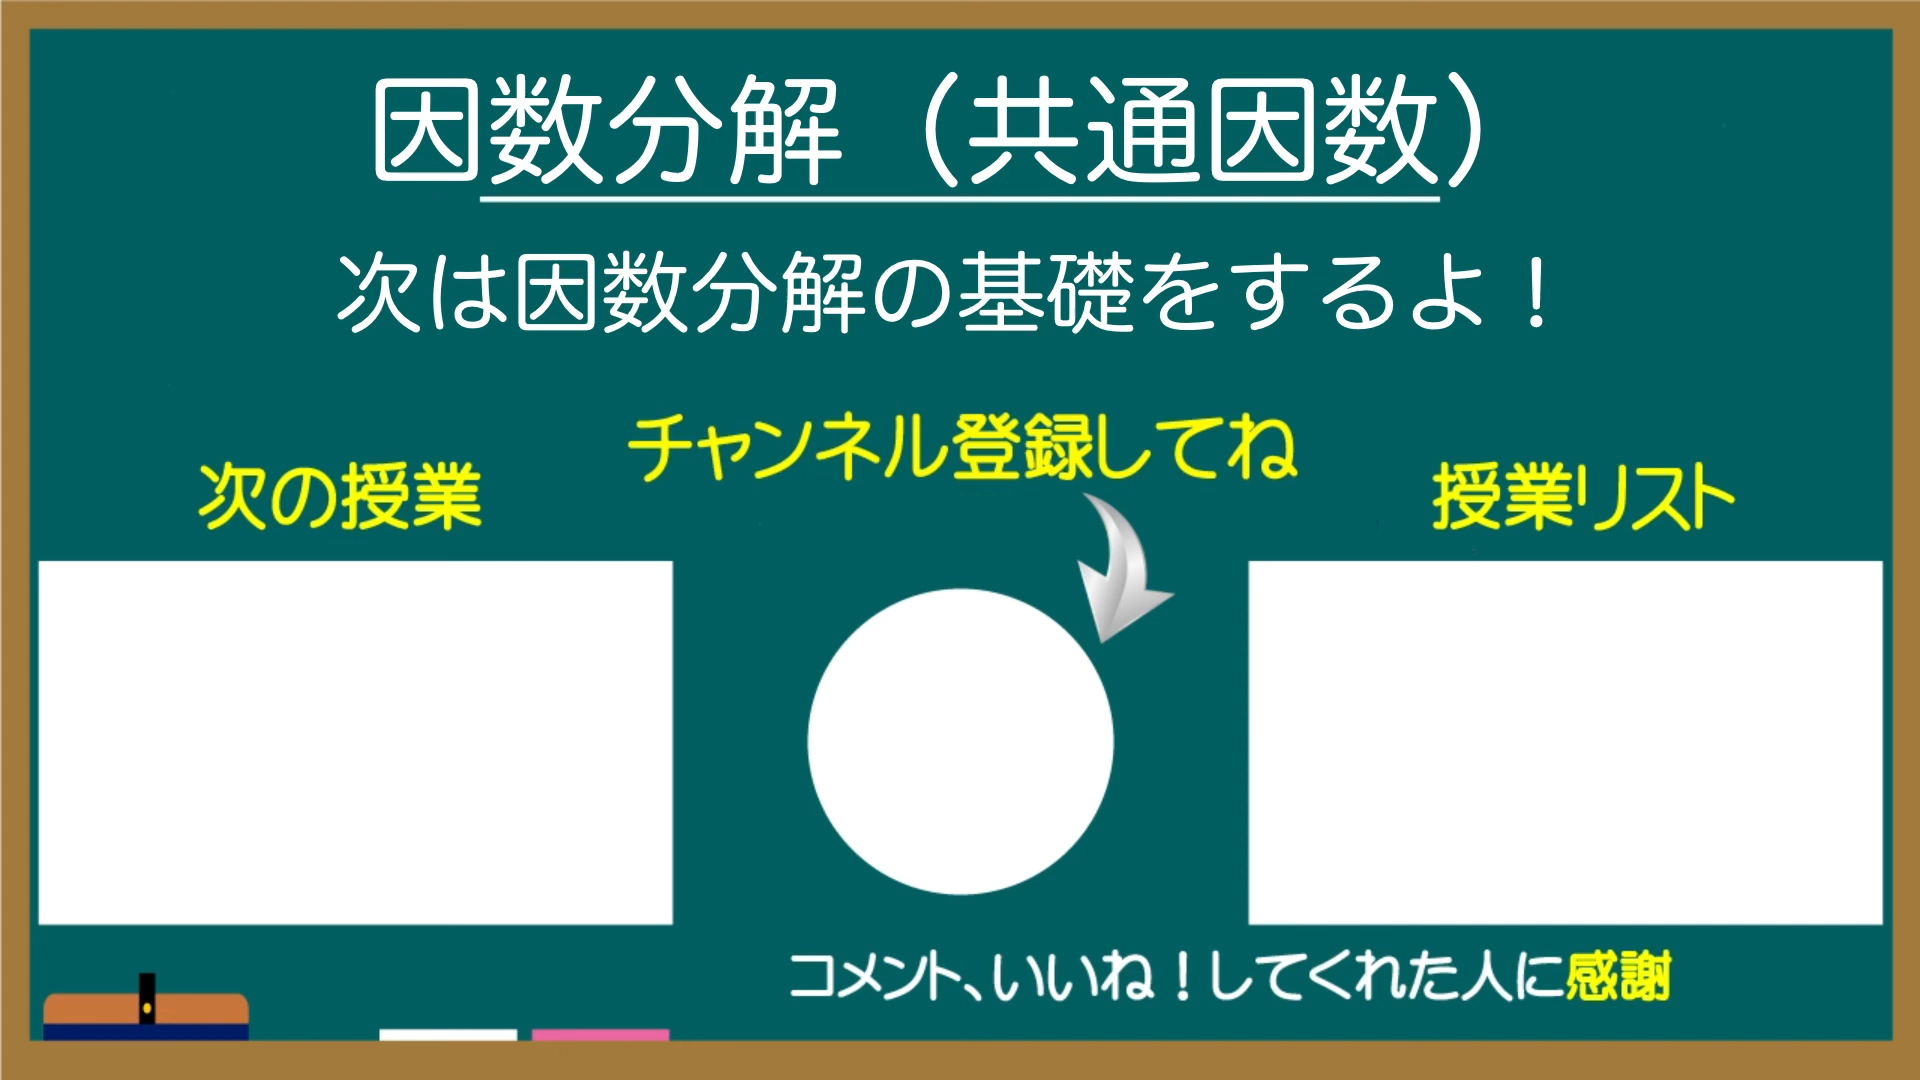 因数分解（共通因数）
次は因数分解の基礎をするよ！
チャンネル登録してね
次の授業
授業リスト
コメント、いいね！してくれた人に感謝